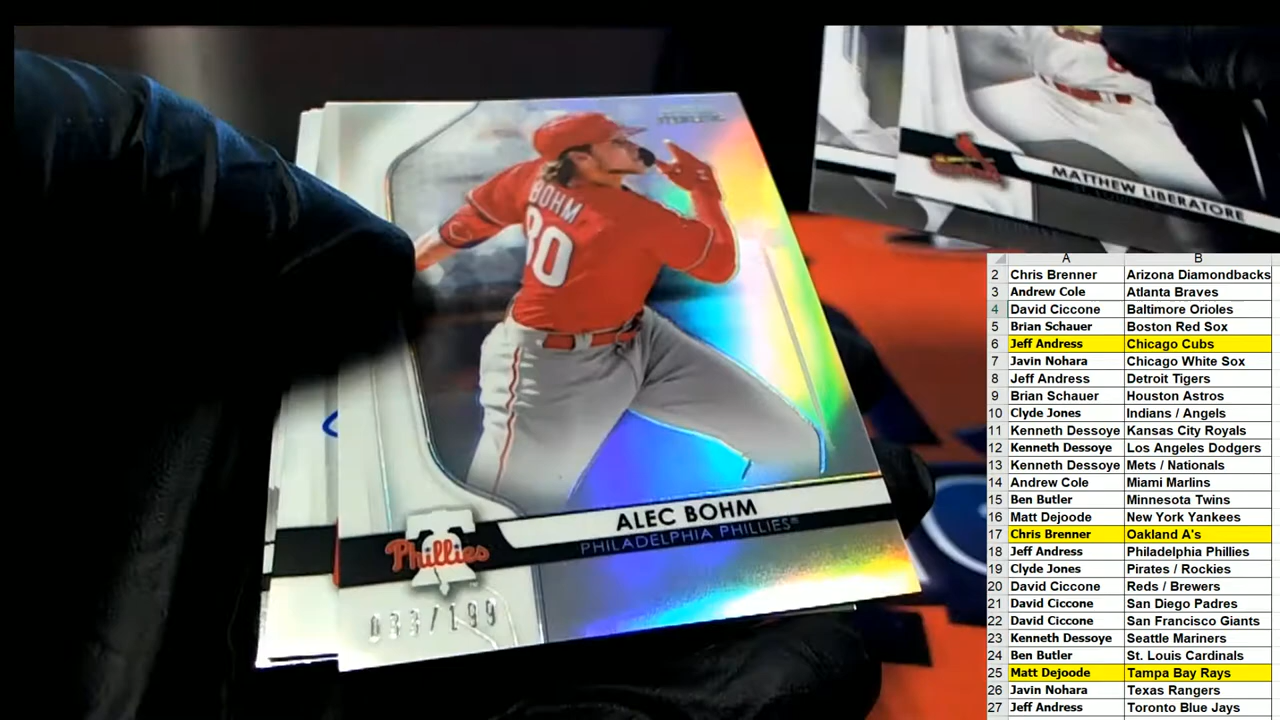 BOHM
80
ALEC BOHM
PHILADELPHIA PHILLIES®
Phillies
033/199
MATTHEW LIBERATORE
A B
2 Chris Brenner Arizona Diamondbacks
3 Andrew Cole Atlanta Braves
4 David Ciccone Baltimore Orioles
5 Brian Schauer Boston Red Sox
6 Jeff Andress Chicago Cubs
7 Javin Nohara Chicago White Sox
8 Jeff Andress Detroit Tigers
9 Brian Schauer Houston Astros
10 Clyde Jones Indians / Angels
11 Kenneth Dessoye Kansas City Royals
12 Kenneth Dessoye Los Angeles Dodgers
13 Kenneth Dessoye Mets / Nationals
14 Andrew Cole Miami Marlins
15 Ben Butler Minnesota Twins
16 Matt Dejoode New York Yankees
17 Chris Brenner Oakland A's
18 Jeff Andress Philadelphia Phillies
19 Clyde Jones Pirates / Rockies
20 David Ciccone Reds / Brewers
21 David Ciccone San Diego Padres
22 David Ciccone San Francisco Giants
23 Kenneth Dessoye Seattle Mariners
24 Ben Butler St. Louis Cardinals
25 Matt Dejoode Tampa Bay Rays
26 Javin Nohara Texas Rangers
27 Jeff Andress Toronto Blue Jays